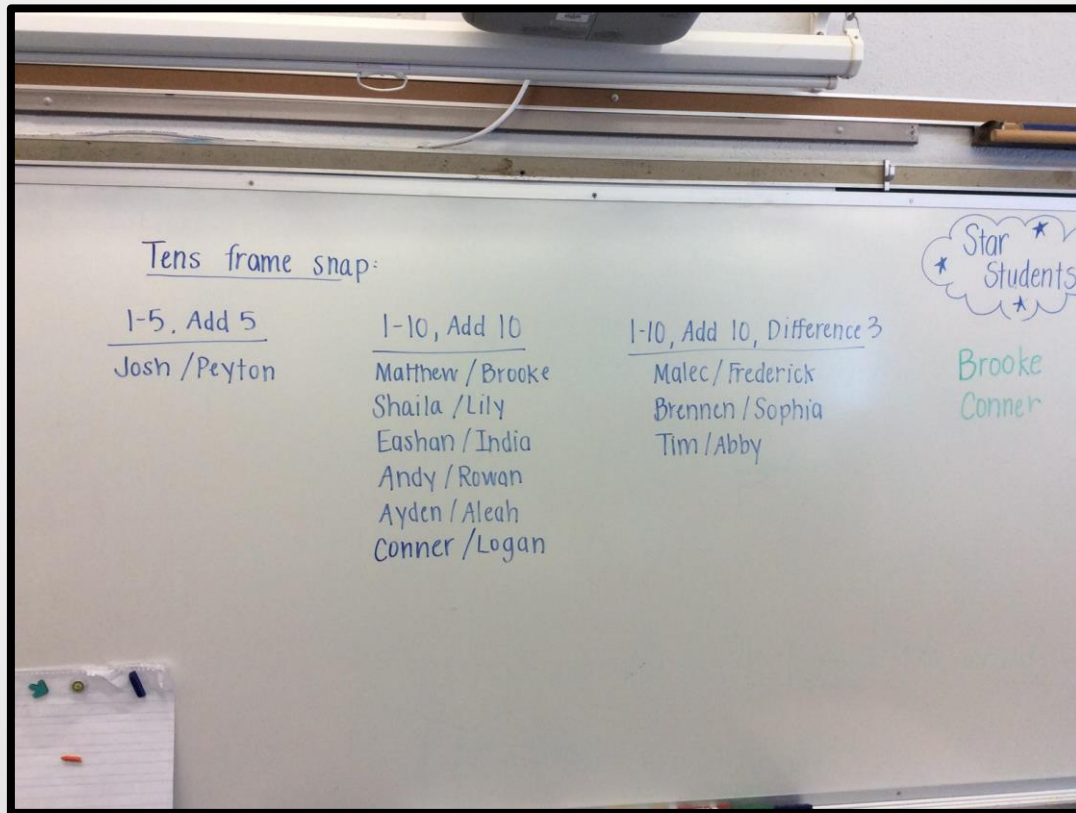 Tens frame snap:
1-5, Add 5
Josh / Peyton
1-10, Add 10
Matthew / Brooke
Shaila / Lily
Eashan / India
Andy / Rowan
Ayden / Aleah
Conner / Logan
1-10, Add 10, Difference 3
Malec / Frederick
Brennen / Sophia
Tim / Abby
Star
Students
Brooke
Conner